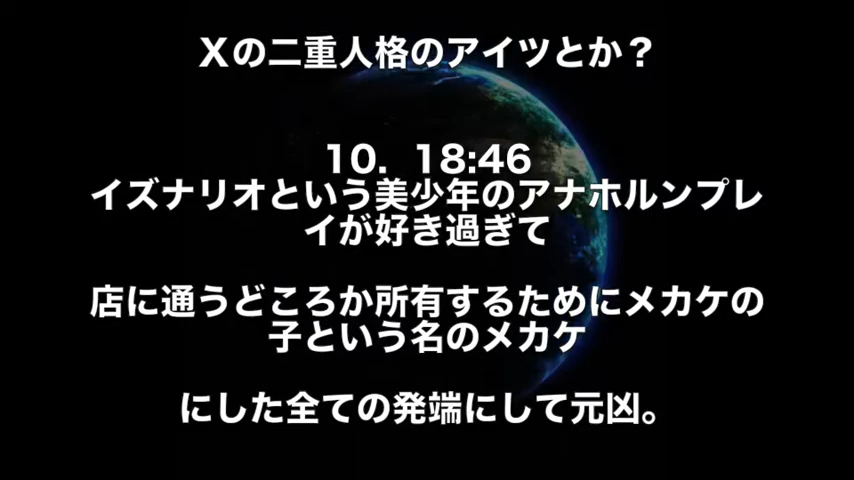 Xの二重人格のアイツとか？
10. 18:46
イズナリオという美少年のアナホルンプレ
イが好き過ぎて
店に通うどころか所有するためにメカケの
子という名のメカケ
にした全ての発端にして元凶。